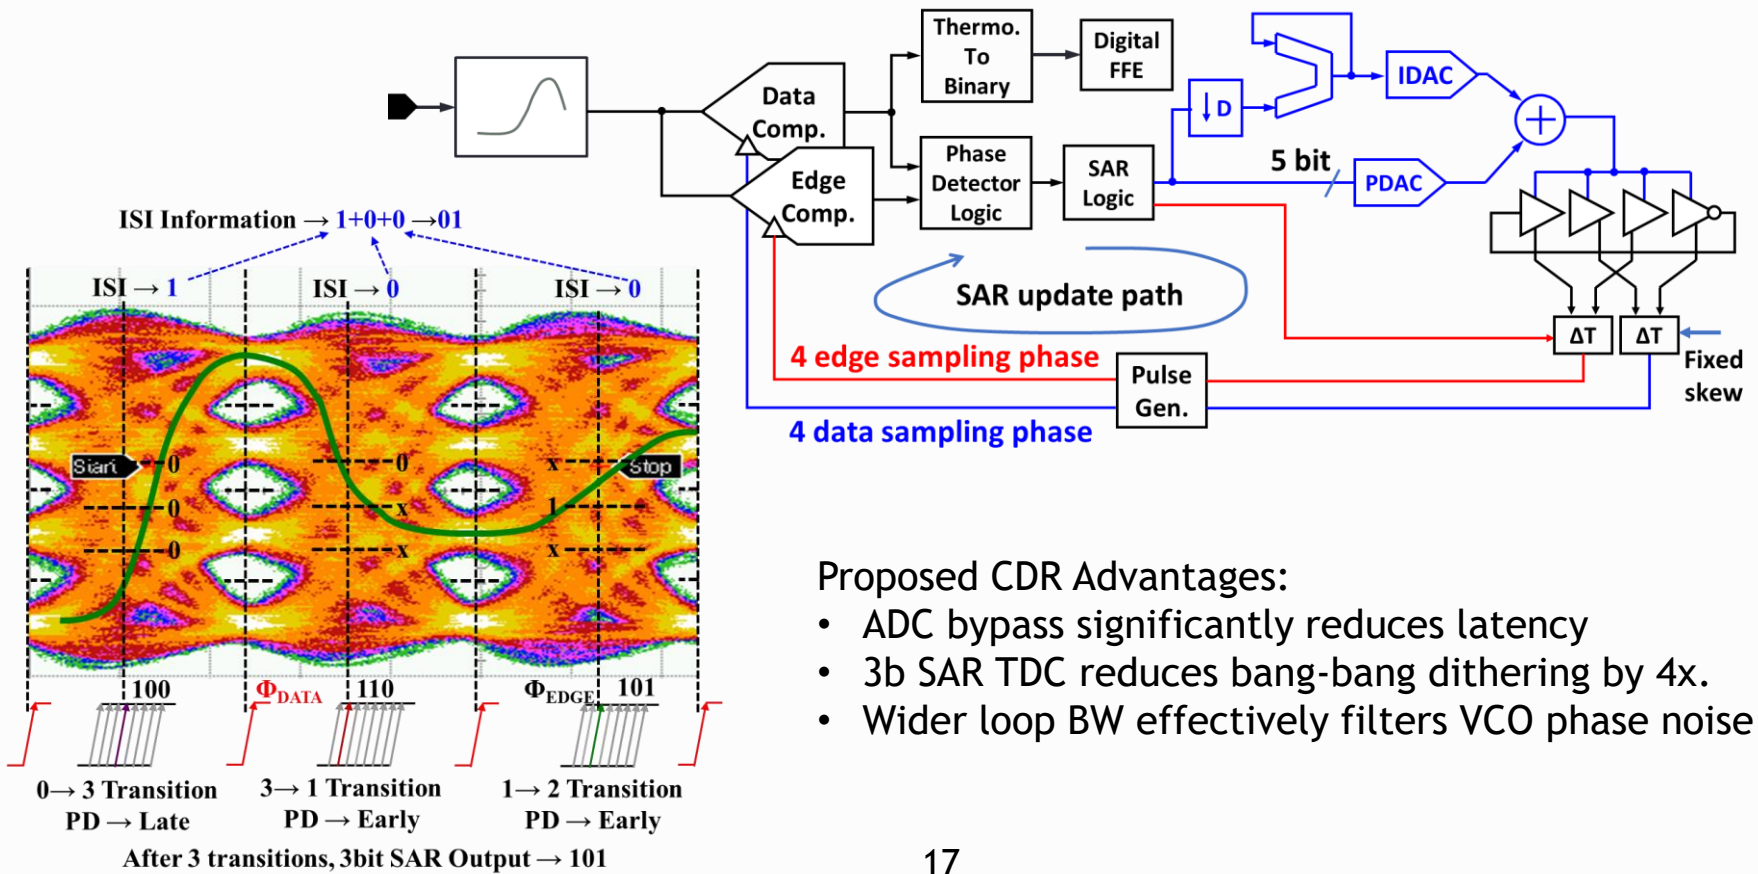 Thermo.
To
Binary
Digital
FFE
Data
Comp.
Edge
Comp.
Phase
Detector
Logic
SAR
Logic
↓D
IDAC
5 bit
PDAC
+
ΔT
ΔT
Fixed
skew
SAR update path
4 edge sampling phase
Pulse
Gen.
4 data sampling phase
ISI Information → 1+0+0 →01
ISI → 1
ISI → 0
ISI → 0
Start
0
0
0
0
x
x
x
1
x
Stop
100
Φ_DATA
110
Φ_EDGE
101
0→ 3 Transition
PD → Late
3→ 1 Transition
PD → Early
1→ 2 Transition
PD → Early
After 3 transitions, 3bit SAR Output → 101
Proposed CDR Advantages:
• ADC bypass significantly reduces latency
• 3b SAR TDC reduces bang-bang dithering by 4x.
• Wider loop BW effectively filters VCO phase noise
17